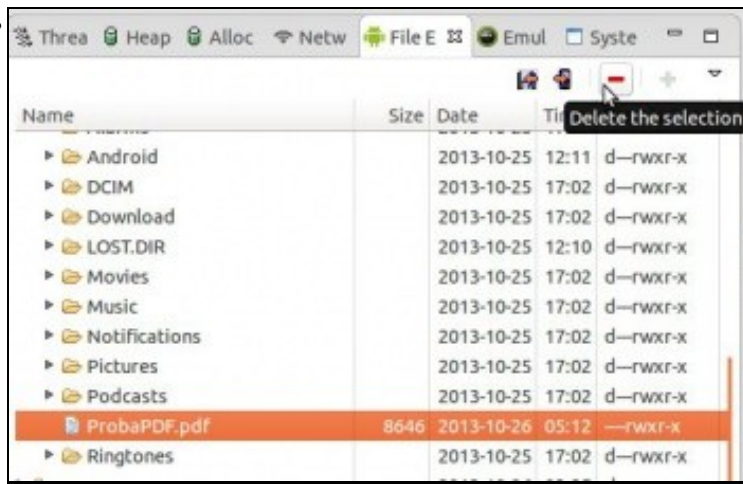 Threa Heap Alloc Netw File E Emul Syste
Delete the selection
Name Size Date
Android 2013-10-25 12:11 d---rwxr-x
DCIM 2013-10-25 17:02 d---rwxr-x
Download 2013-10-25 17:02 d---rwxr-x
LOST.DIR 2013-10-25 12:10 d---rwxr-x
Movies 2013-10-25 17:02 d---rwxr-x
Music 2013-10-25 17:02 d---rwxr-x
Notifications 2013-10-25 17:02 d---rwxr-x
Pictures 2013-10-25 17:02 d---rwxr-x
Podcasts 2013-10-25 17:02 d---rwxr-x
ProbaPDF.pdf 8646 2013-10-26 05:12 ----rwxr-x
Ringtones 2013-10-25 17:02 d---rwxr-x